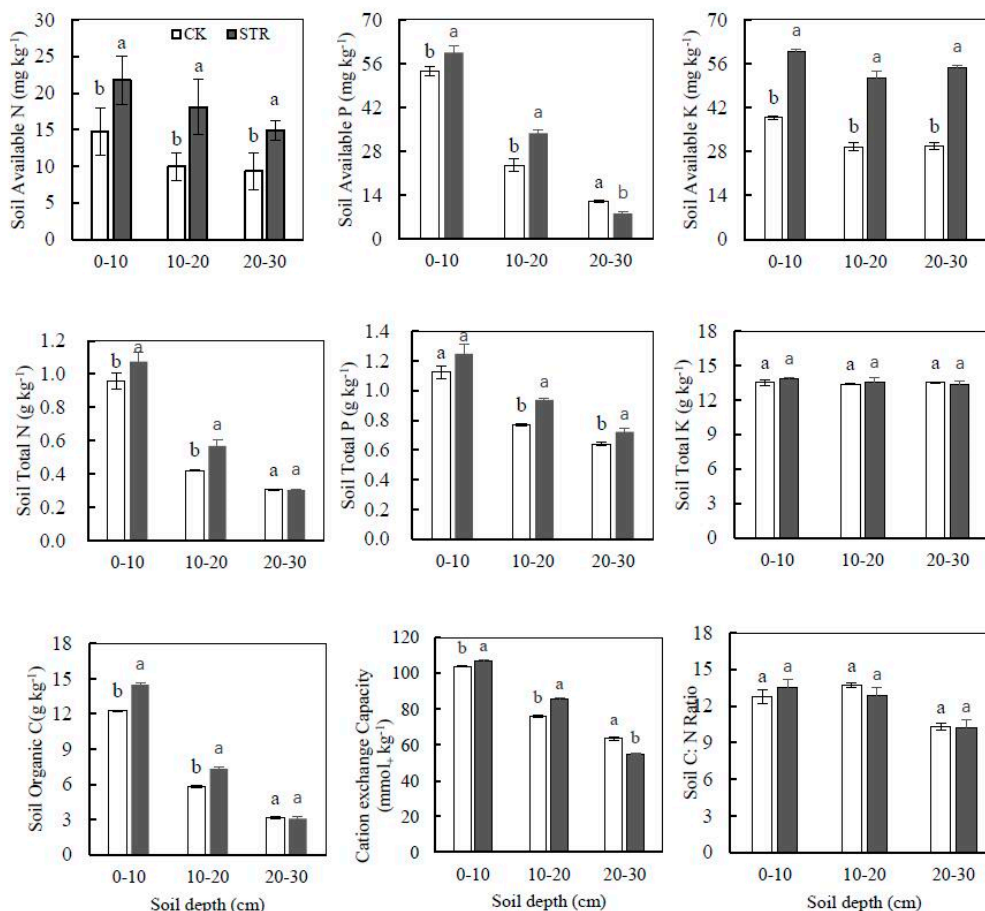 Soil Available N (mg kg-1)
30
25
20
15
10
5
0
CK STR
b a b a b a
0-10 10-20 20-30
Soil Available P (mg kg-1)
70
56
42
28
14
0
b a b a a b
0-10 10-20 20-30
Soil Available K (mg kg-1)
70
56
42
28
14
0
b a b a b a
0-10 10-20 20-30
Soil Total N (g kg-1)
1.2
1.0
0.8
0.6
0.4
0.2
0.0
b a b a a a
0-10 10-20 20-30
Soil Total P (g kg-1)
1.4
1.2
1.0
0.8
0.6
0.4
0.2
0.0
a a b a b a
0-10 10-20 20-30
Soil Total K (g kg-1)
18
15
12
9
6
3
0
a a a a a a
0-10 10-20 20-30
Soil Organic C(g kg-1)
18
15
12
9
6
3
0
b a b a a a
0-10 10-20 20-30
Soil depth (cm)
Cation exchange Capacity
(mmol+ kg-1)
120
100
80
60
40
20
0
b a b a a b
0-10 10-20 20-30
Soil depth (cm)
Soil C: N Ratio
18
15
12
9
6
3
0
a a a a a a
0-10 10-20 20-30
Soil depth (cm)